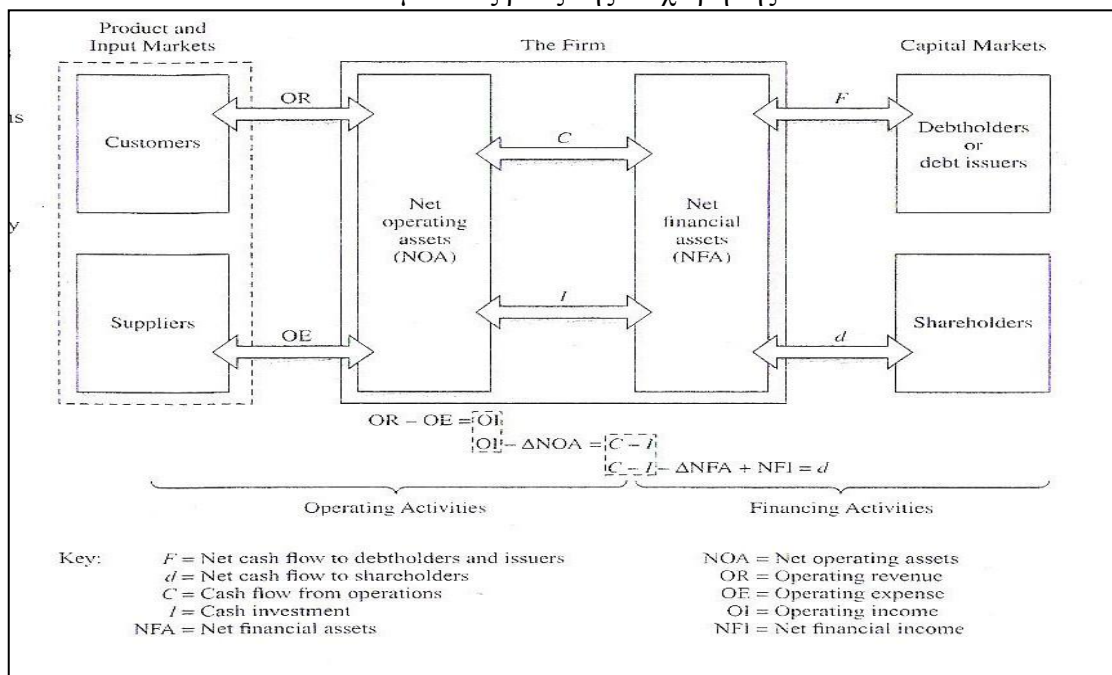 Product and
Input Markets
The Firm
Capital Markets
OR
F
Customers
C
Debtholders
or
debt issuers
Net
operating
assets
(NOA)
Net
financial
assets
(NFA)
I
Suppliers
OE
d
Shareholders
OR – OE = OI
OI – ΔNOA = C – I
C – I – ΔNFA + NFI = d
Operating Activities
Financing Activities
Key:
F = Net cash flow to debtholders and issuers
d = Net cash flow to shareholders
C = Cash flow from operations
I = Cash investment
NFA = Net financial assets
NOA = Net operating assets
OR = Operating revenue
OE = Operating expense
OI = Operating income
NFI = Net financial income